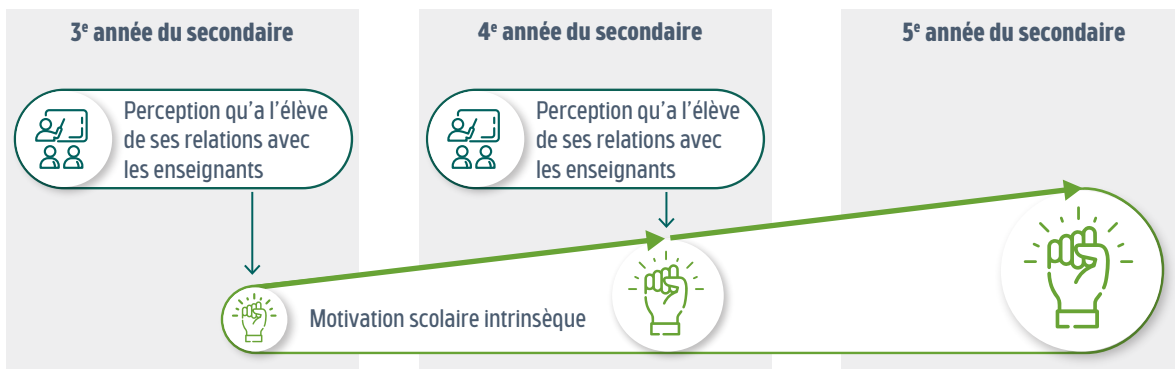 3e année du secondaire
4e année du secondaire
5e année du secondaire
Perception qu'a l'élève
de ses relations avec
les enseignants
Perception qu'a l'élève
de ses relations avec
les enseignants
Motivation scolaire intrinsèque